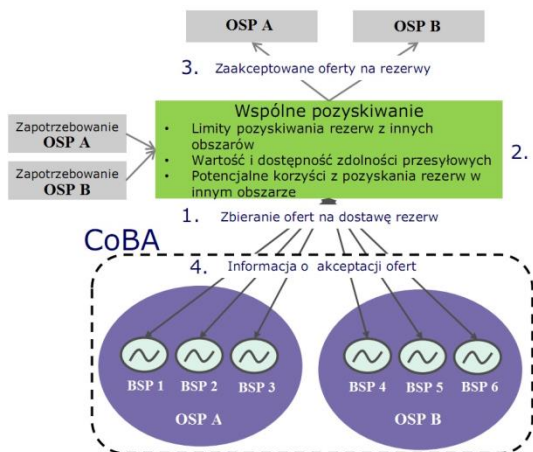 OSP A
OSP B
3. Zaakceptowane oferty na rezerwy
Zapotrzebowanie
OSP A
Zapotrzebowanie
OSP B
Wspólne pozyskiwanie
• Limity pozyskiwania rezerw z innych
obszarów
• Wartość i dostępność zdolności przesyłowych
• Potencjalne korzyści z pozyskania rezerw w
innym obszarze
2.
1. Zbieranie ofert na dostawę rezerw
CoBA
4. Informacja o akceptacji ofert
BSP 1
BSP 2
BSP 3
BSP 4
BSP 5
BSP 6
OSP A
OSP B